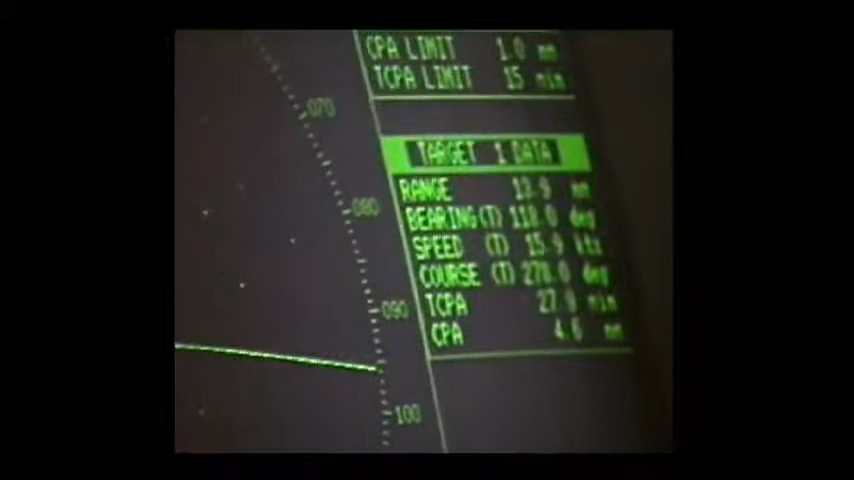 CPA LIMIT 1.0 nm
TCPA LIMIT 15 min
TARGET 1 DATA
RANGE 13.9 nm
BEARING(T) 118.0 deg
SPEED (T) 15.9 kts
COURSE (T) 278.0 deg
TCPA 27.9 min
CPA 4.6 nm
070
080
090
100